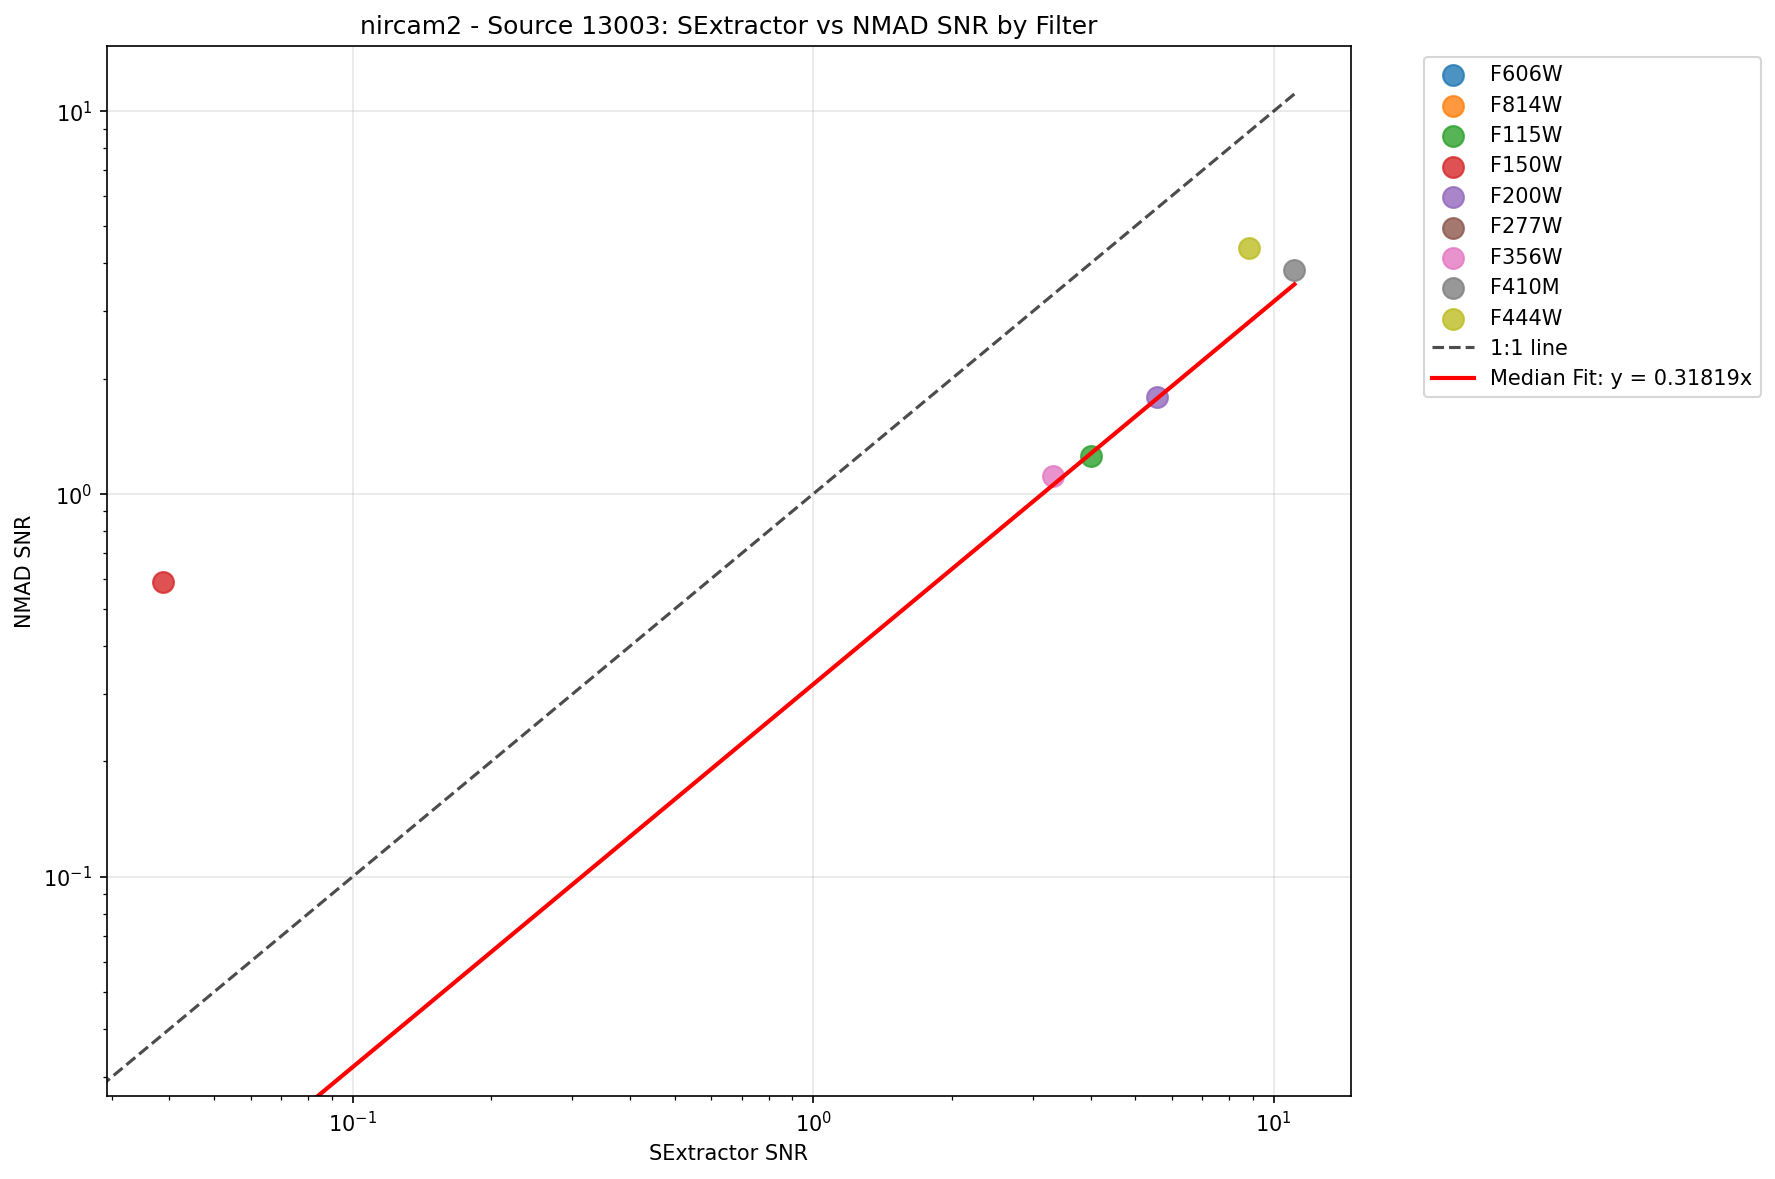 nircam2 - Source 13003: SExtractor vs NMAD SNR by Filter
F606W
F814W
F115W
F150W
F200W
F277W
F356W
F410M
F444W
1:1 line
Median Fit: y = 0.31819x
NMAD SNR
10¹
10⁰
10⁻¹
10⁻¹ 10⁰ 10¹
SExtractor SNR